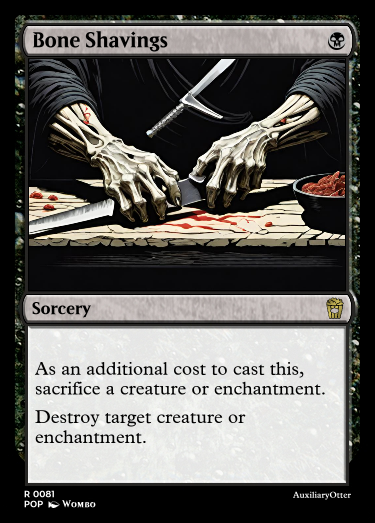 Bone Shavings
Sorcery
As an additional cost to cast this,
sacrifice a creature or enchantment.
Destroy target creature or
enchantment.
R 0081
POP Wombo
AuxiliaryOtter